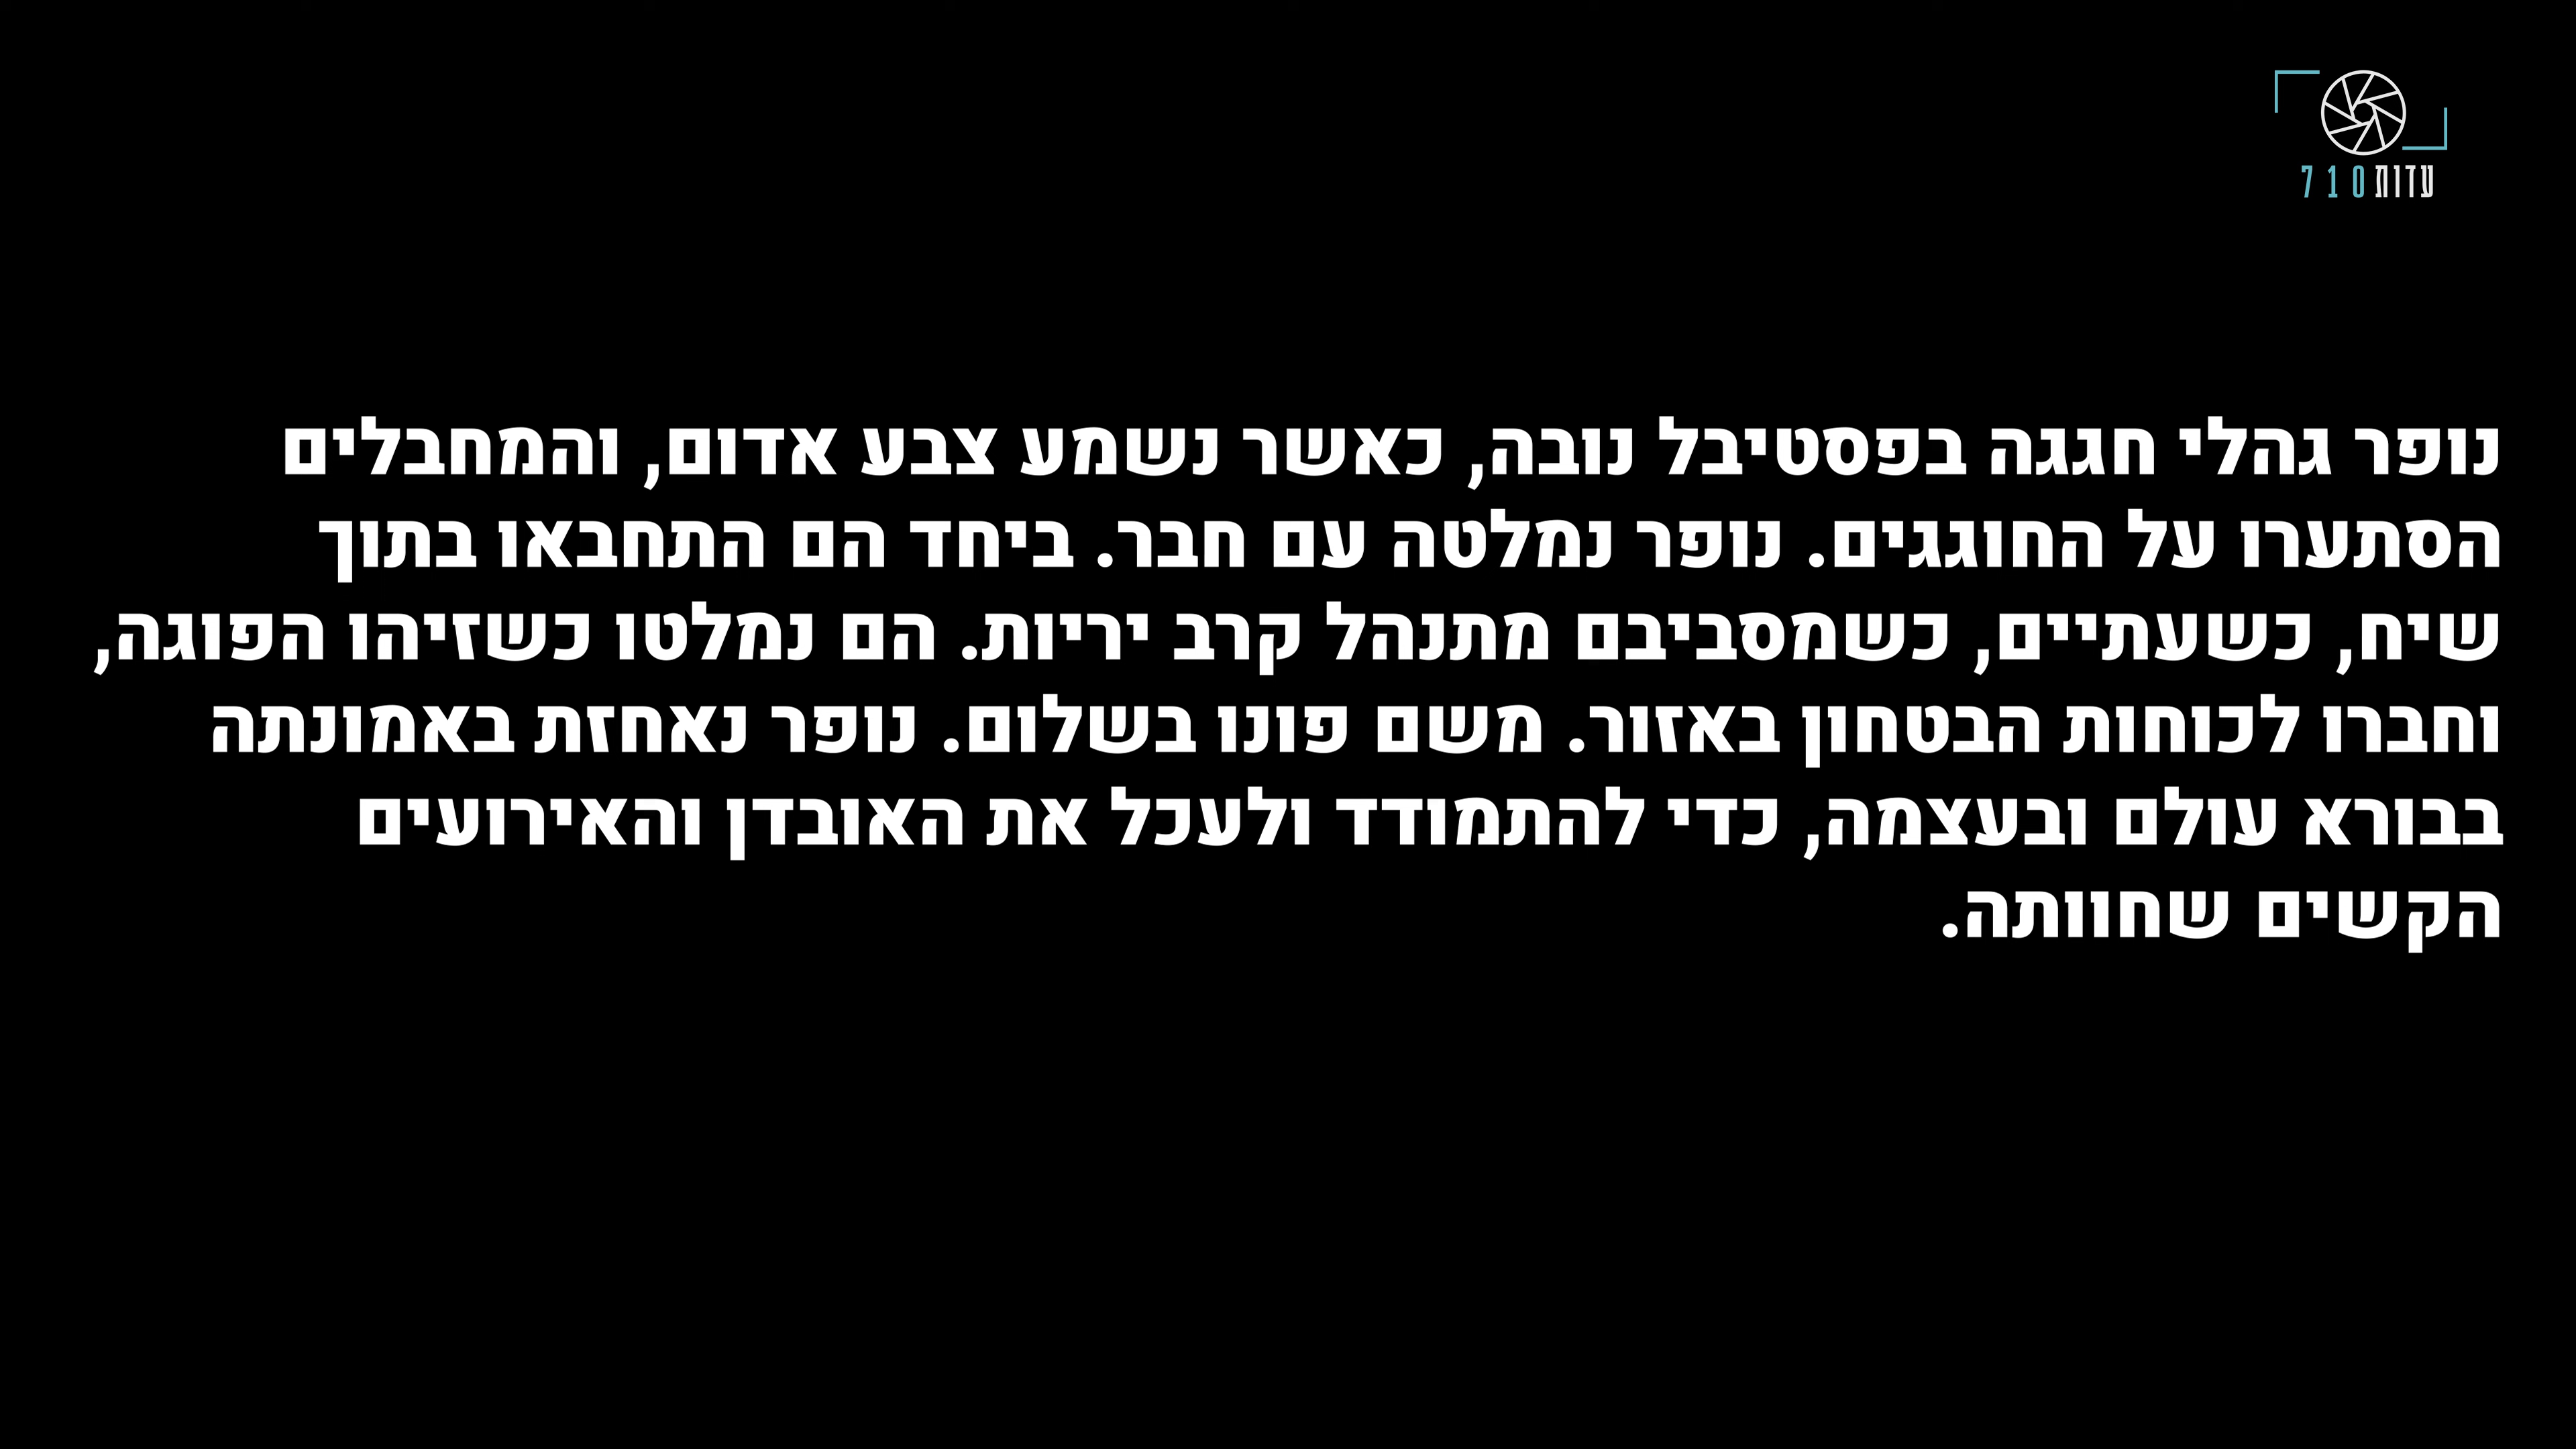 עדות710
נופר גהלי חגגה בפסטיבל נובה, כאשר נשמע צבע אדום, והמחבלים
הסתערו על החוגגים. נופר נמלטה עם חבר. ביחד הם התחבאו בתוך
שיח, כשעתיים, כשמסביבם מתנהל קרב יריות. הם נמלטו כשזיהו הפוגה,
וחברו לכוחות הבטחון באזור. משם פונו בשלום. נופר נאחזת באמונתה
בבורא עולם ובעצמה, כדי להתמודד ולעכל את האובדן והאירועים
הקשים שחוותה.